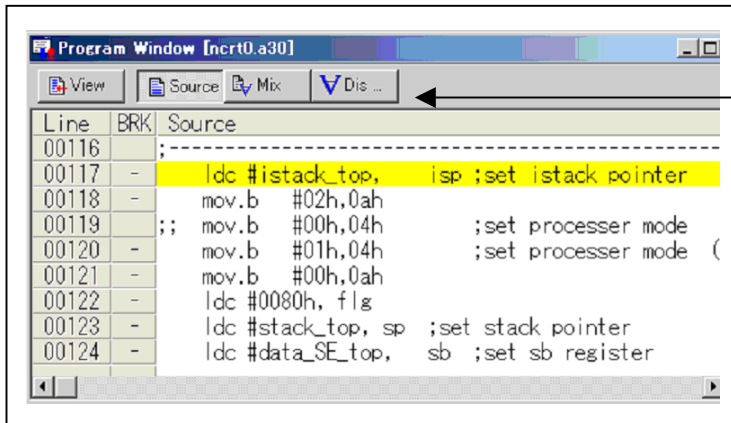 Program Window [ncrt0.a30]
View Source Mix Dis ...
Line BRK Source
00116 ;-------------------------------------------------
00117 - ldc #istack_top, isp ;set istack pointer
00118 - mov.b #02h,0ah
00119 ;; mov.b #00h,04h ;set processer mode
00120 - mov.b #01h,04h ;set processer mode (
00121 - mov.b #00h,0ah
00122 - ldc #0080h, flg
00123 - ldc #stack_top, sp ;set stack pointer
00124 - ldc #data_SE_top, sb ;set sb register